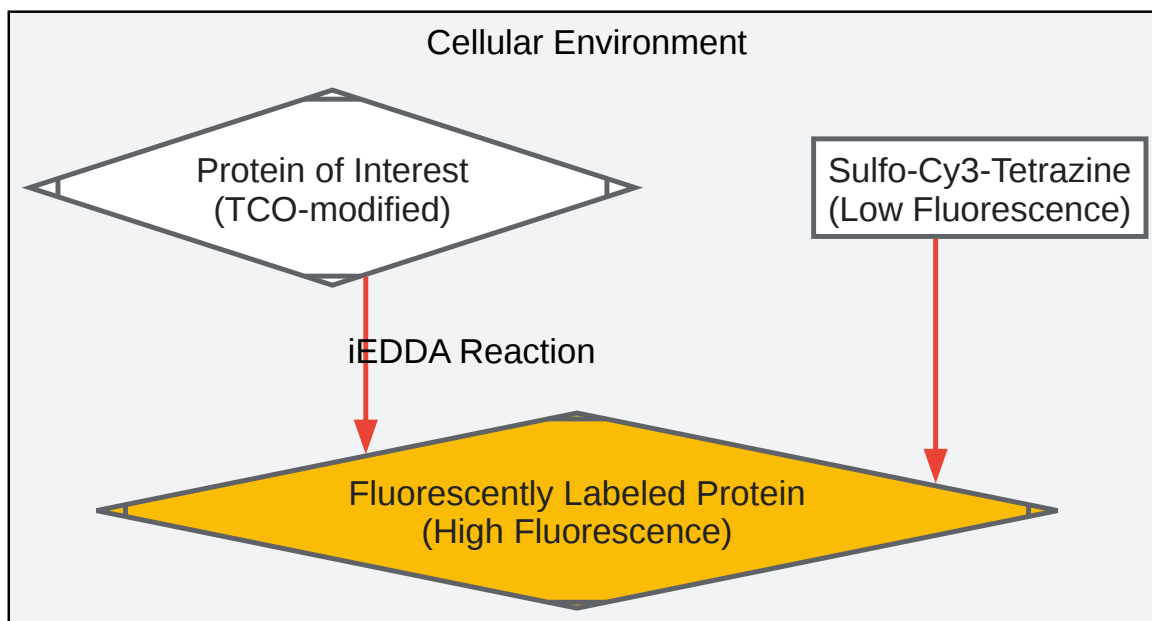 Cellular Environment
Protein of Interest
(TCO-modified)
Sulfo-Cy3-Tetrazine
(Low Fluorescence)
iEDDA Reaction
Fluorescently Labeled Protein
(High Fluorescence)